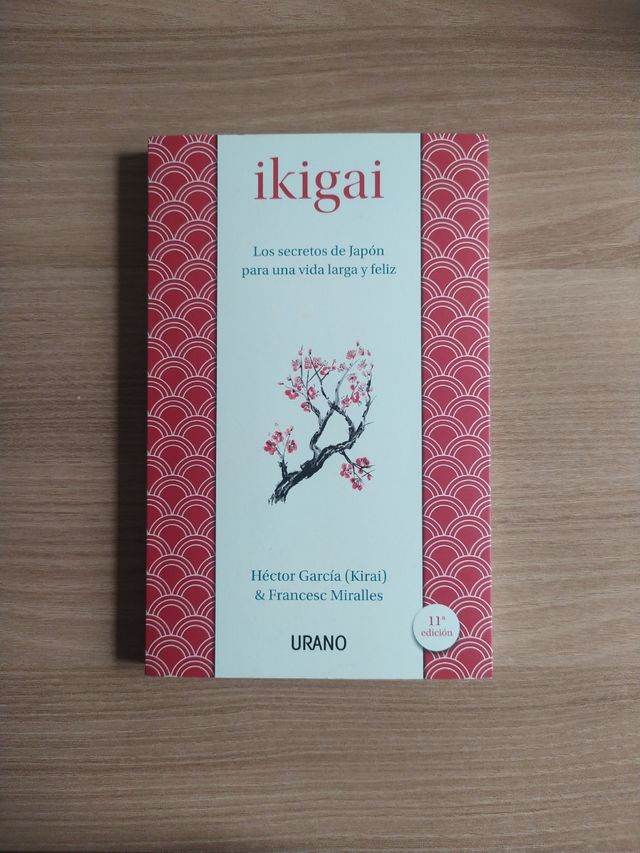 ikigai
Los secretos de Japón
para una vida larga y feliz
Héctor García (Kirai)
& Francesc Miralles
11ª
edición
URANO